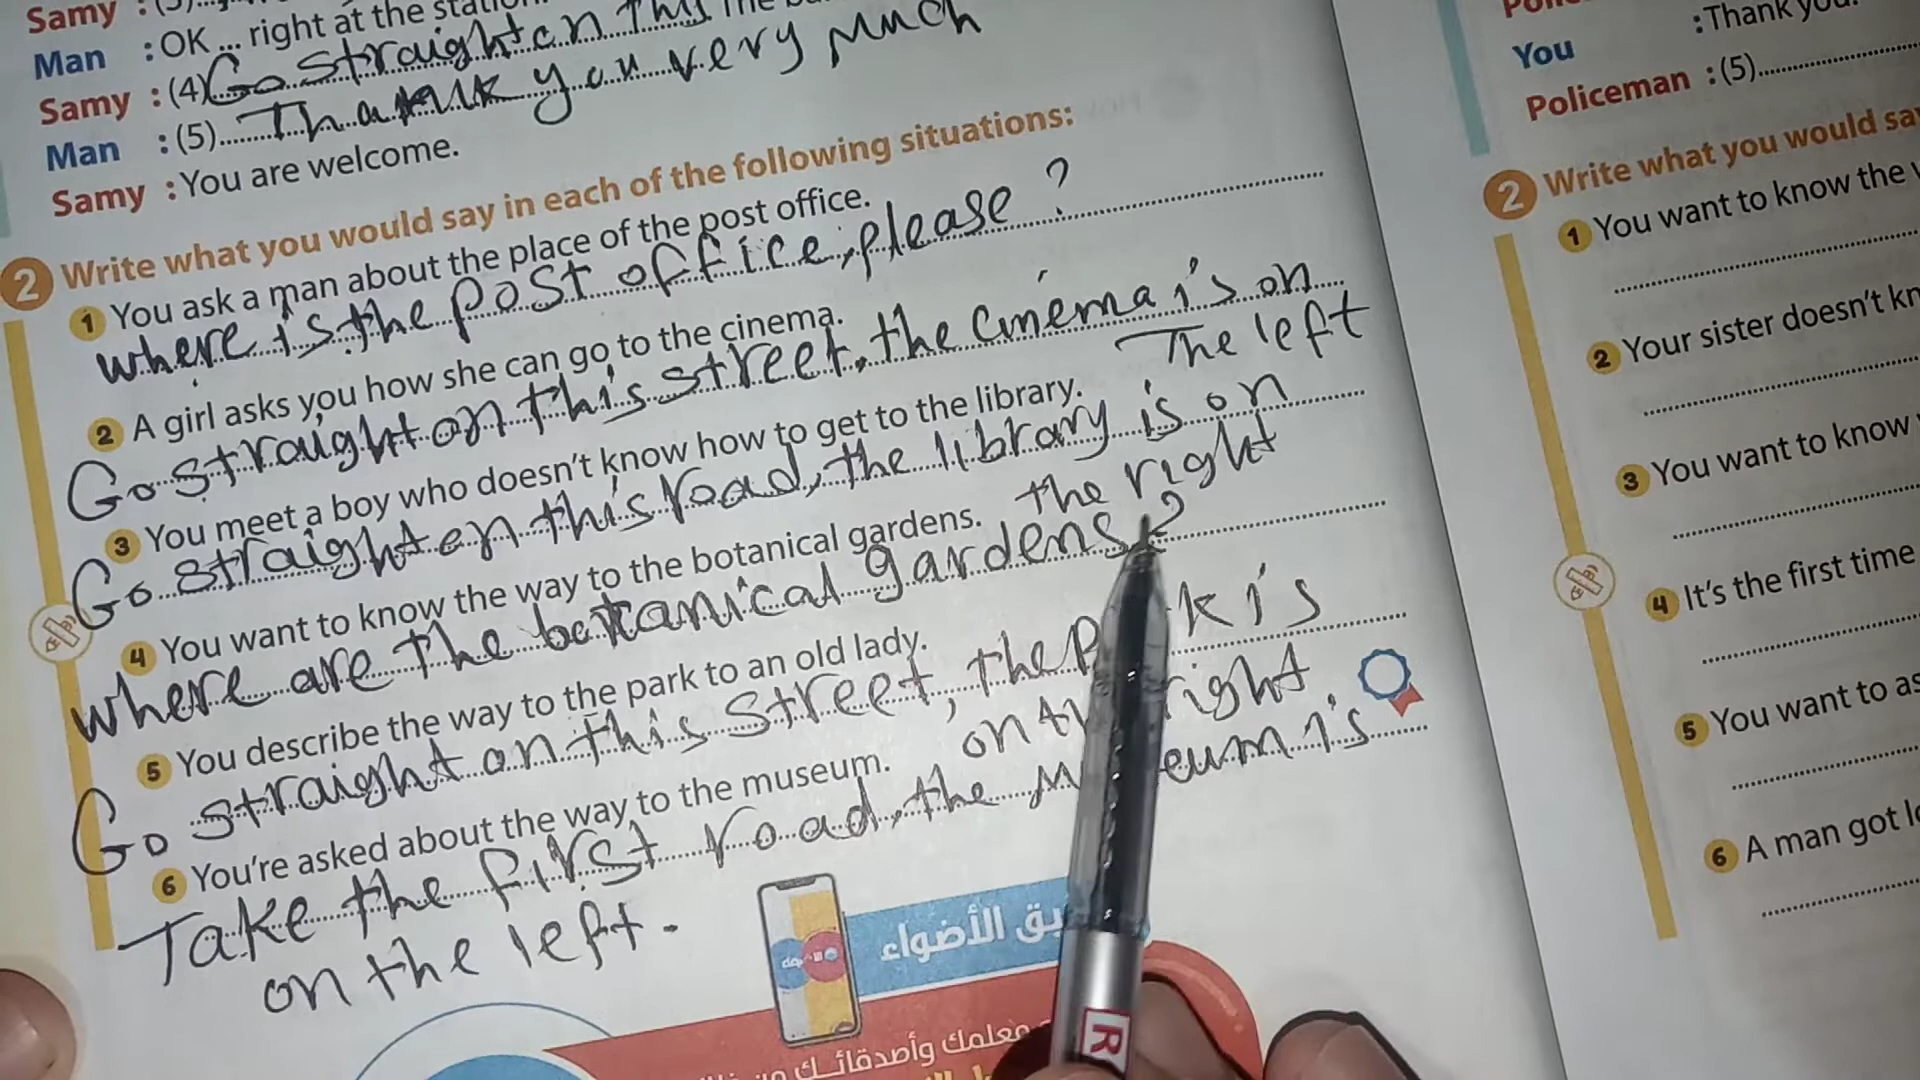 Samy : (3)
Man : OK ... right at the
Samy : (4) Go straight on This
Man : (5) Thank you very Much
Samy : You are welcome.
2 Write what you would say in each of the following situations:
1 You ask a man about the place of the post office.
where is the post office, please ?
2 A girl asks you how she can go to the cinema.
Go straight on this street, the cinema is on
The left
3 You meet a boy who doesn't know how to get to the library.
Go straight on this road, the library is on
the right
4 You want to know the way to the botanical gardens.
where are the botanical gardens?
5 You describe the way to the park to an old lady.
Go straight on this street, the park is
on the right.
6 You're asked about the way to the museum.
Take the first road, the Museum is
on the left.
الأضواء
معلمك وأصدقائك
You : Thank you.
Policeman : (5)
2 Write what you would
1 You want to know the
2 Your sister doesn't
3 You want to know
4 It's the first time
5 You want to
6 A man got
R